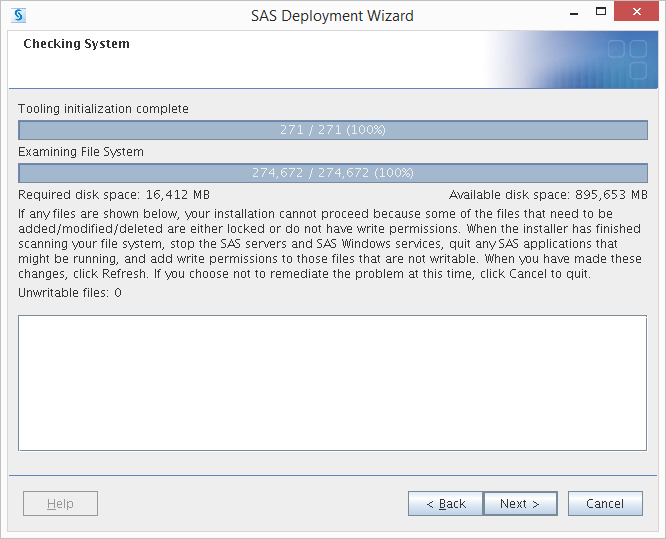 SAS Deployment Wizard
Checking System
Tooling initialization complete
271 / 271 (100%)
Examining File System
274,672 / 274,672 (100%)
Required disk space: 16,412 MB Available disk space: 895,653 MB
If any files are shown below, your installation cannot proceed because some of the files that need to be
added/modified/deleted are either locked or do not have write permissions. When the installer has finished
scanning your file system, stop the SAS servers and SAS Windows services, quit any SAS applications that
might be running, and add write permissions to those files that are not writable. When you have made these
changes, click Refresh. If you choose not to remediate the problem at this time, click Cancel to quit.
Unwritable files: 0
Help < Back Next > Cancel